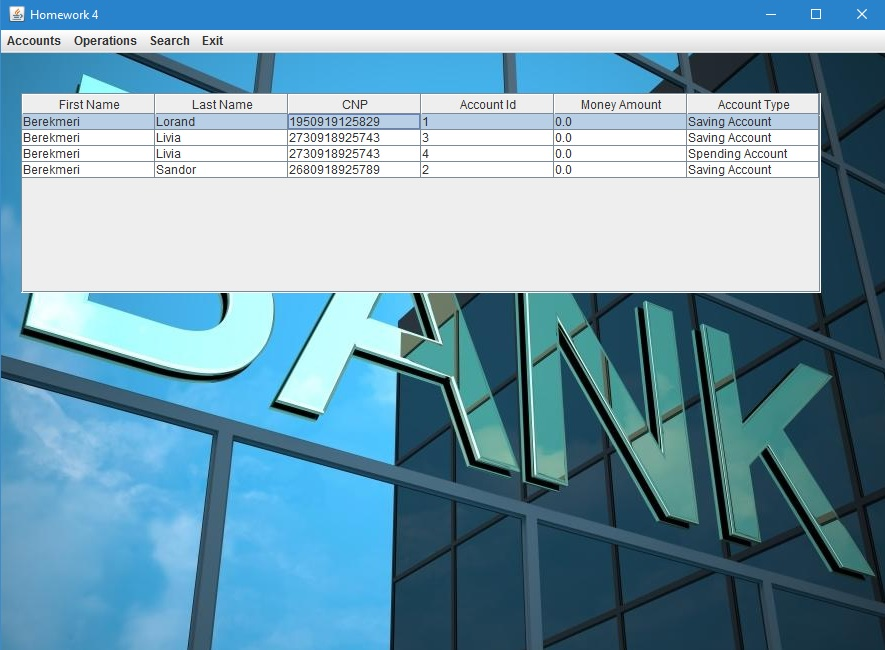 Homework 4
Accounts Operations Search Exit
First Name Last Name CNP Account Id Money Amount Account Type
Berekmeri Lorand 1950919125829 1 0.0 Saving Account
Berekmeri Livia 2730918925743 3 0.0 Saving Account
Berekmeri Livia 2730918925743 4 0.0 Spending Account
Berekmeri Sandor 2680918925789 2 0.0 Saving Account
BANK